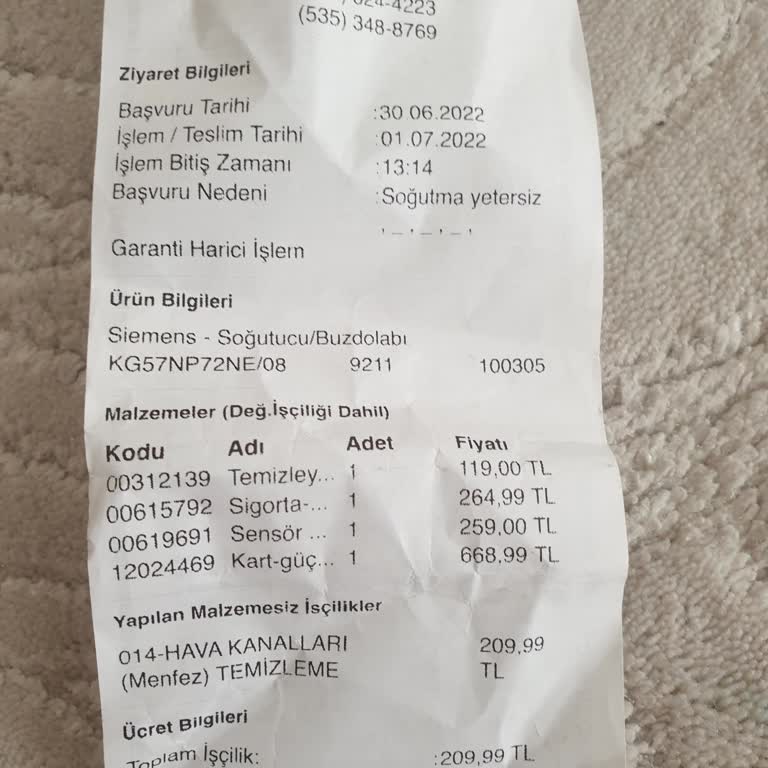 024-4223
(535) 348-8769
Ziyaret Bilgileri
Başvuru Tarihi :30 06.2022
İşlem / Teslim Tarihi :01.07.2022
İşlem Bitiş Zamanı :13:14
Başvuru Nedeni :Soğutma yetersiz
Garanti Harici İşlem
Ürün Bilgileri
Siemens - Soğutucu/Buzdolabı
KG57NP72NE/08 9211 100305
Malzemeler (Değ.İşçiliği Dahil)
Kodu Adı Adet Fiyatı
00312139 Temizley... 1 119,00 TL
00615792 Sigorta-... 1 264,99 TL
00619691 Sensör ... 1 259,00 TL
12024469 Kart-güç... 1 668,99 TL
Yapılan Malzemesiz İşçilikler
014-HAVA KANALLARI 209,99
(Menfez) TEMİZLEME TL
Ücret Bilgileri
Toplam İşçilik: :209,99 TL